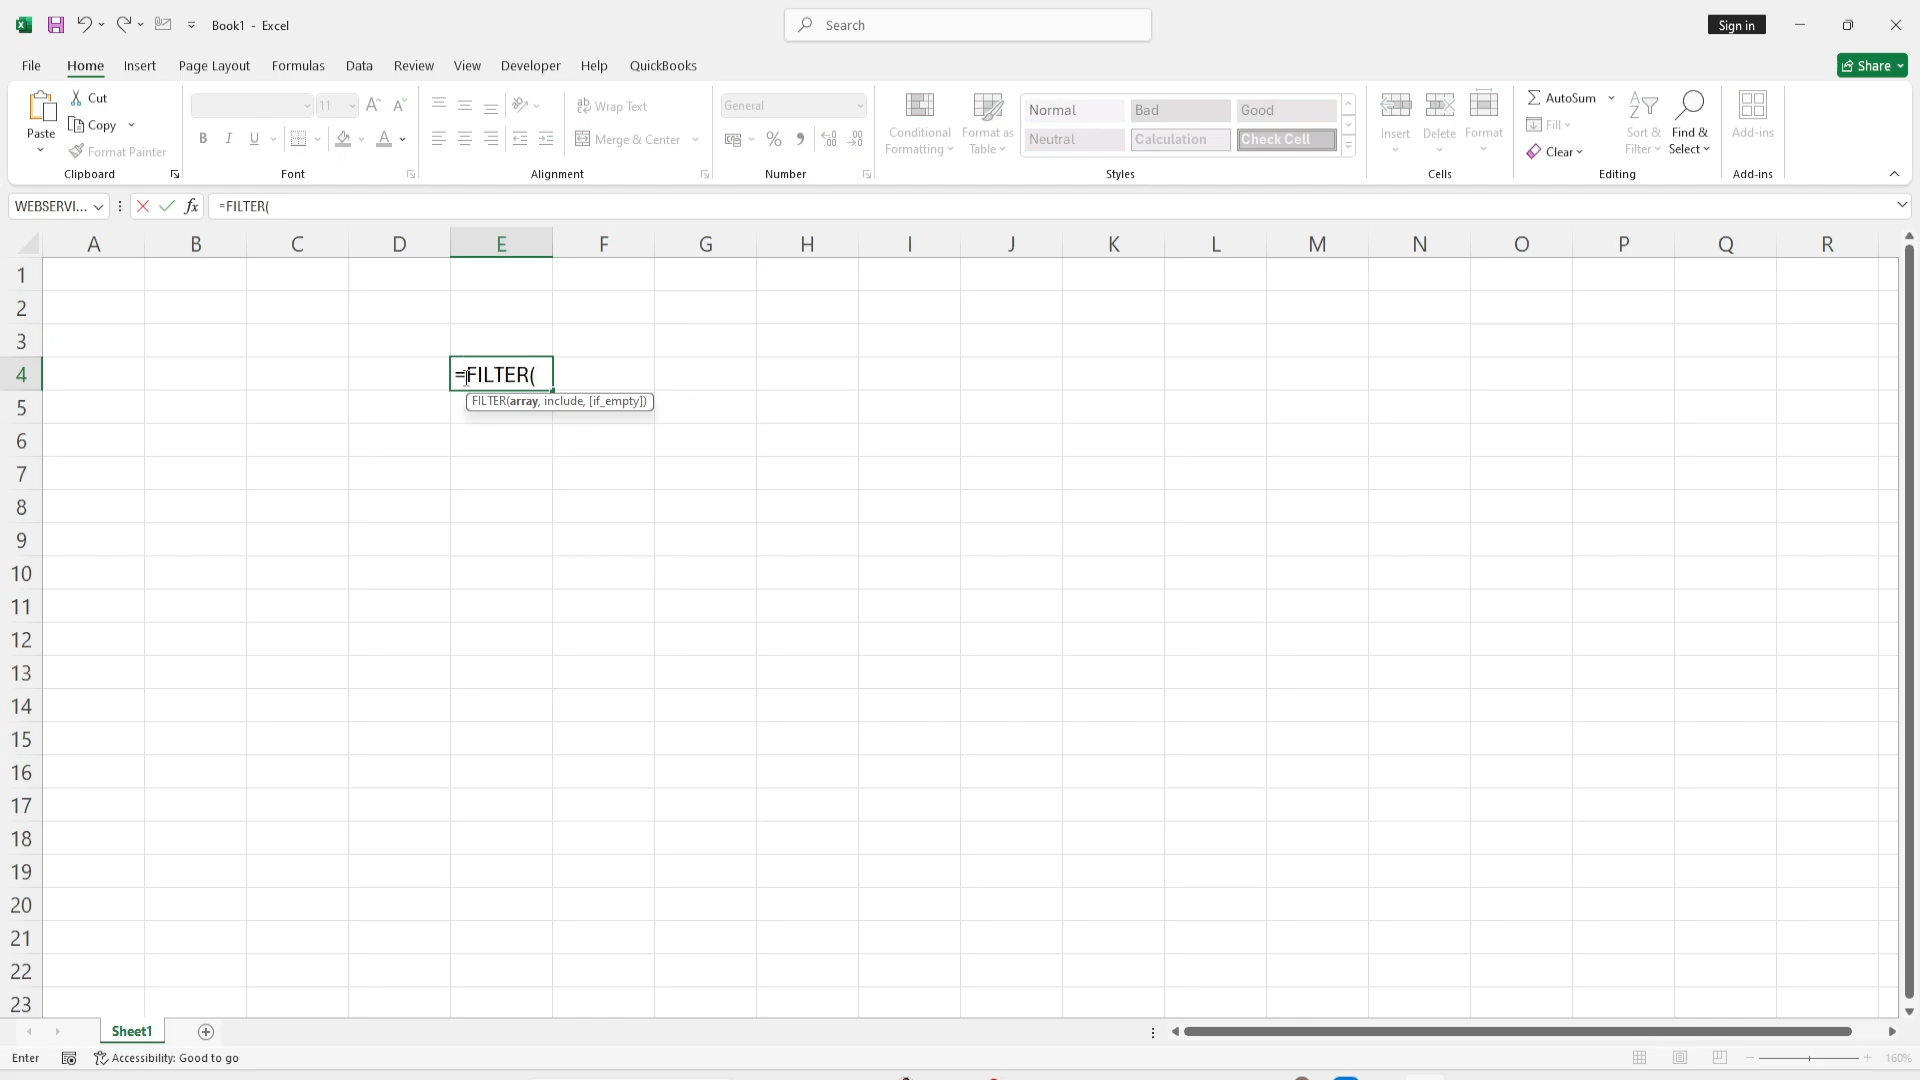 Book1 - Excel
Search
Sign in
File Home Insert Page Layout Formulas Data Review View Developer Help QuickBooks
Share
Paste
Cut
Copy
Format Painter
Clipboard
11
B I U
Font
Wrap Text
Merge & Center
Alignment
General
Number
Conditional Formatting
Format as Table
Normal Bad Good
Neutral Calculation Check Cell
Styles
Insert Delete Format
Cells
AutoSum
Fill
Clear
Sort & Filter
Find & Select
Editing
Add-ins
Add-ins
WEBSERVI... fx =FILTER(
A B C D E F G H I J K L M N O P Q R
1
2
3
4 =FILTER(
FILTER(array, include, [if_empty])
5
6
7
8
9
10
11
12
13
14
15
16
17
18
19
20
21
22
23
Sheet1
Enter Accessibility: Good to go 160%